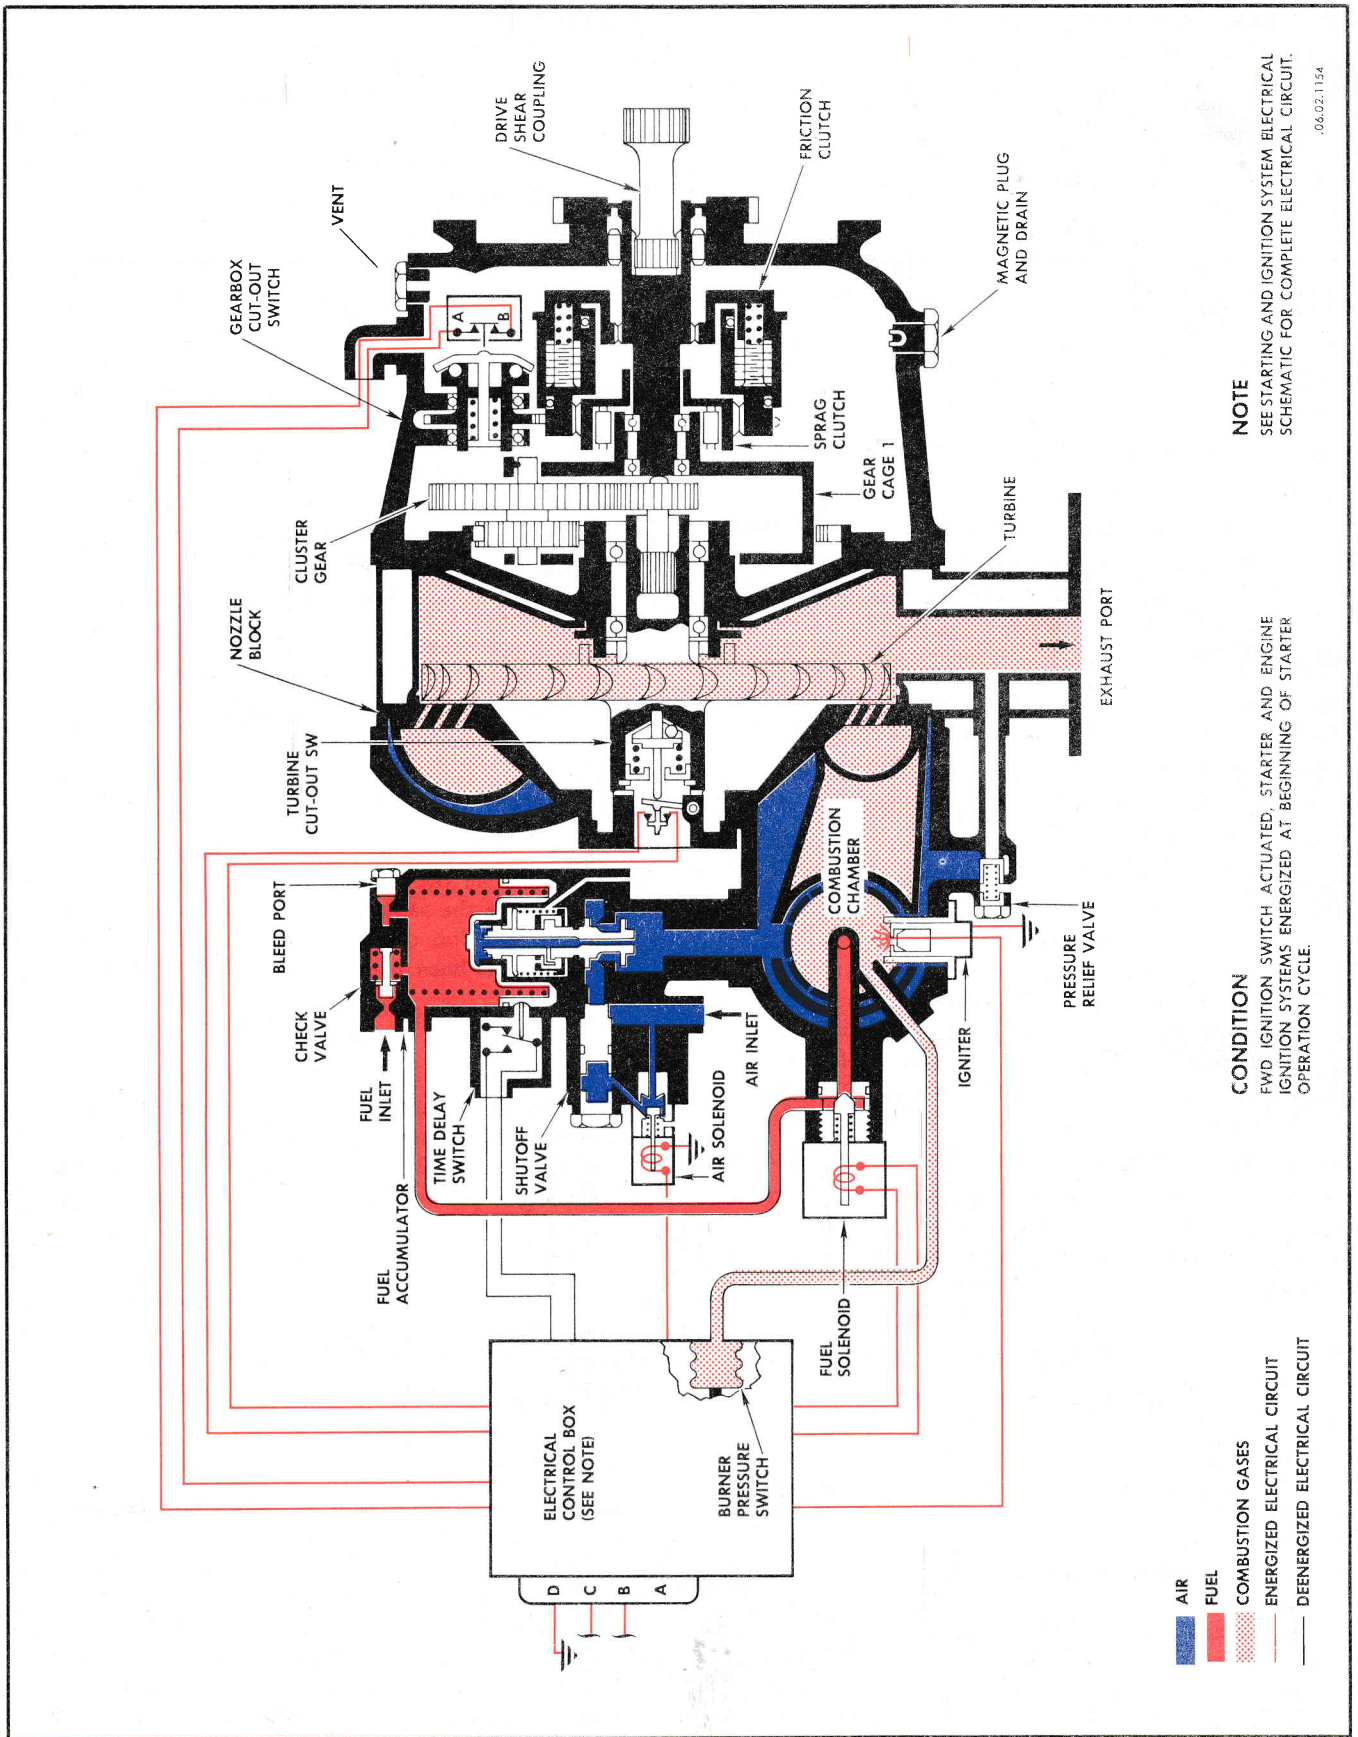 DRIVE
SHEAR
COUPLING
VENT
GEARBOX
CUT-OUT
SWITCH
A
B
FRICTION
CLUTCH
MAGNETIC PLUG
AND DRAIN
SPRAG
CLUTCH
GEAR
CAGE 1
CLUSTER
GEAR
TURBINE
NOZZLE
BLOCK
EXHAUST PORT
TURBINE
CUT-OUT SW
BLEED PORT
COMBUSTION
CHAMBER
CHECK
VALVE
PRESSURE
RELIEF VALVE
FUEL
INLET
AIR INLET
IGNITER
TIME DELAY
SWITCH
SHUTOFF
VALVE
AIR SOLENOID
FUEL
ACCUMULATOR
FUEL
SOLENOID
ELECTRICAL
CONTROL BOX
(SEE NOTE)
BURNER
PRESSURE
SWITCH
D
C
B
A
AIR
FUEL
COMBUSTION GASES
ENERGIZED ELECTRICAL CIRCUIT
DEENERGIZED ELECTRICAL CIRCUIT
CONDITION
FWD IGNITION SWITCH ACTUATED, STARTER AND ENGINE
IGNITION SYSTEMS ENERGIZED AT BEGINNING OF STARTER
OPERATION CYCLE.
NOTE
SEE STARTING AND IGNITION SYSTEM ELECTRICAL
SCHEMATIC FOR COMPLETE ELECTRICAL CIRCUIT.
.06.02.1154